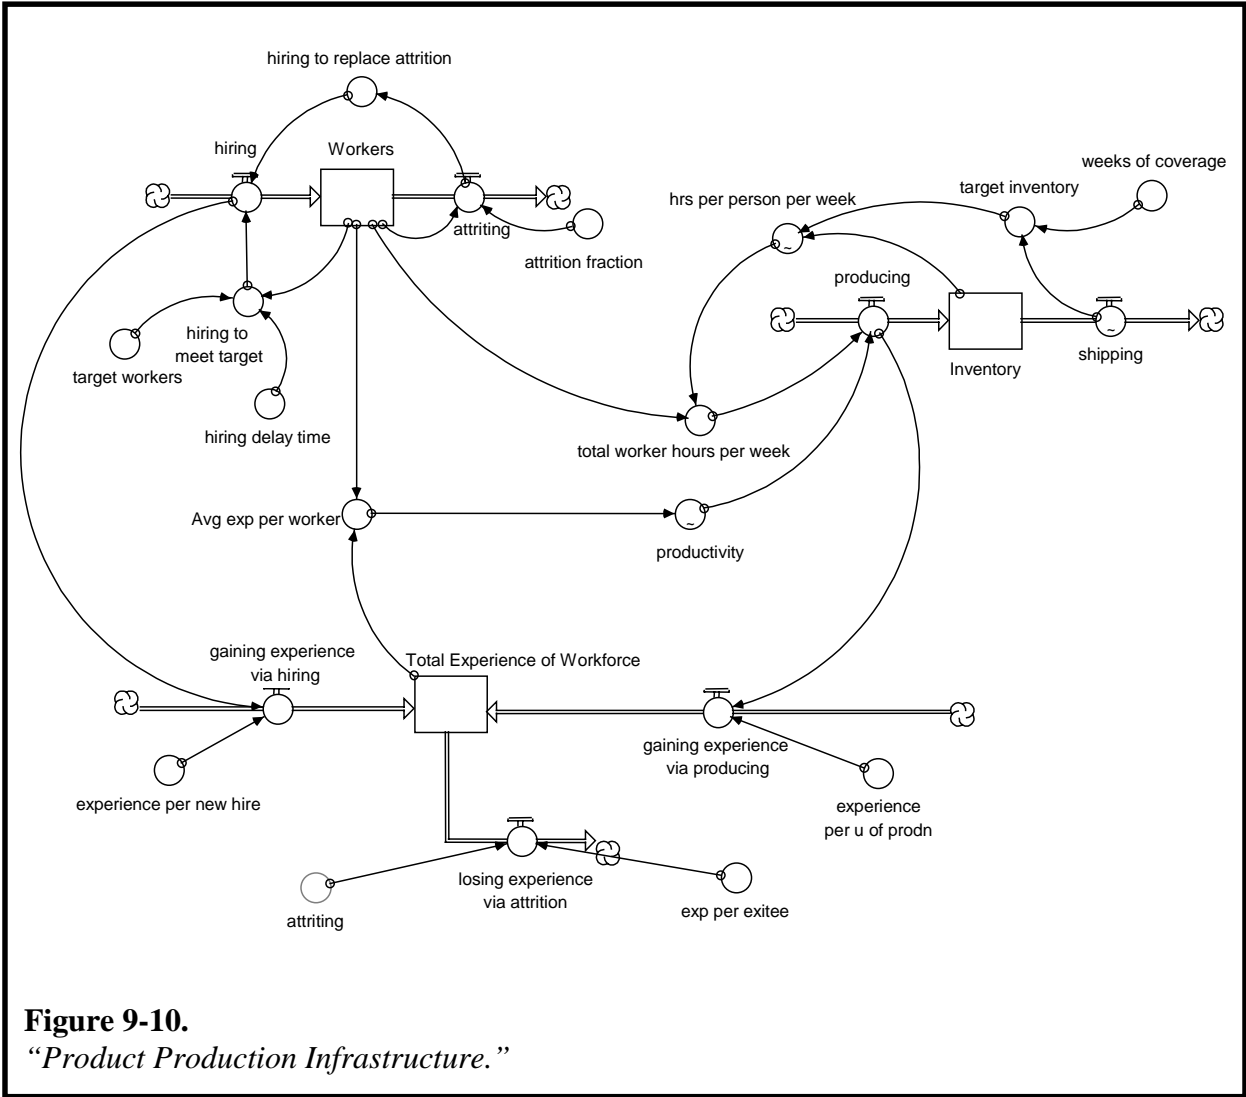 hiring to replace attrition
hiring
Workers
weeks of coverage
target inventory
hrs per person per week
attriting
attrition fraction
producing
hiring to
meet target
shipping
Inventory
target workers
hiring delay time
total worker hours per week
Avg exp per worker
productivity
gaining experience
via hiring
Total Experience of Workforce
gaining experience
via producing
experience per new hire
experience
per u of prodn
losing experience
via attrition
attriting
exp per exitee
~
~
~
Figure 9-10.
“Product Production Infrastructure.”